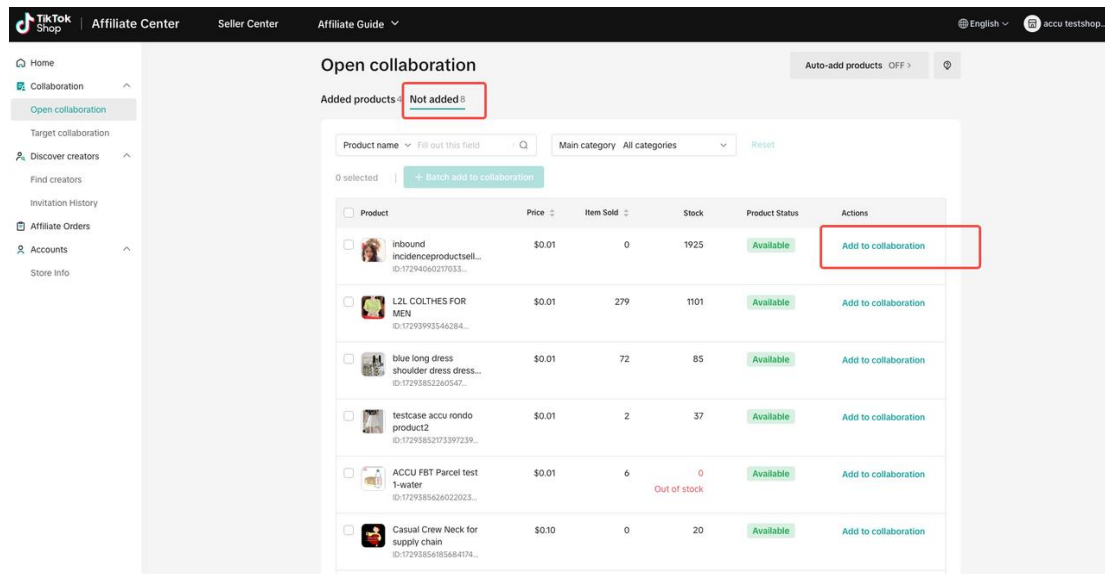 TikTok
Shop
Affiliate Center
Seller Center
Affiliate Guide
English
accu testshop...
Home
Collaboration
Open collaboration
Target collaboration
Discover creators
Find creators
Invitation History
Affiliate Orders
Accounts
Store Info
Open collaboration
Auto-add products OFF >
Added products 4
Not added 8
Product name
Fill out this field
Main category All categories
Reset
0 selected
+ Batch add to collaboration
Product
Price
Item Sold
Stock
Product Status
Actions
inbound
incidenceproductsell...
ID:17294060217033...
$0.01
0
1925
Available
Add to collaboration
L2L COLTHES FOR
MEN
ID:17293993546284...
$0.01
279
1101
Available
Add to collaboration
blue long dress
shoulder dress dress...
ID:17293852260547...
$0.01
72
85
Available
Add to collaboration
testcase accu rondo
product2
ID:17293852173397239...
$0.01
2
37
Available
Add to collaboration
ACCU FBT Parcel test
1-water
ID:1729385626022023...
$0.01
6
0
Out of stock
Available
Add to collaboration
Casual Crew Neck for
supply chain
ID:17293856185684174...
$0.10
0
20
Available
Add to collaboration